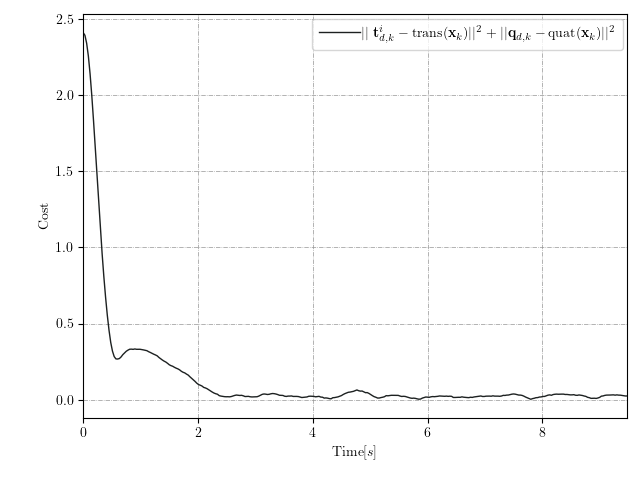 || t^i_{d,k} − trans(x_k)||^2 + ||q_{d,k} − quat(x_k)||^2
2.5
2.0
1.5
1.0
0.5
0.0
Cost
0 2 4 6 8
Time[s]